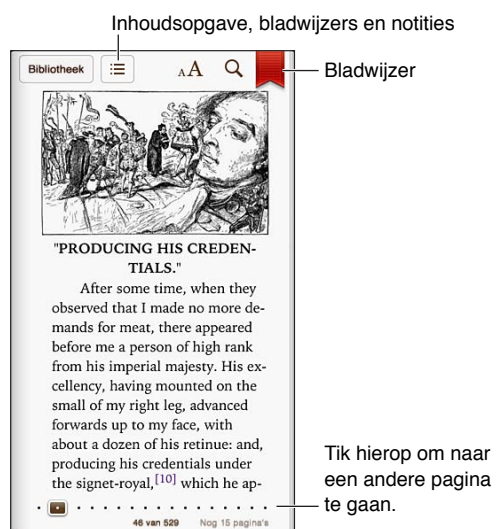 Inhoudsopgave, bladwijzers en notities
Bibliotheek
AA
Bladwijzer
"PRODUCING HIS CREDEN-
TIALS."
After some time, when they
observed that I made no more de-
mands for meat, there appeared
before me a person of high rank
from his imperial majesty. His ex-
cellency, having mounted on the
small of my right leg, advanced
forwards up to my face, with
about a dozen of his retinue: and,
producing his credentials under
the signet-royal,[10] which he ap-
Tik hierop om naar
een andere pagina
te gaan.
46 van 529 Nog 15 pagina's